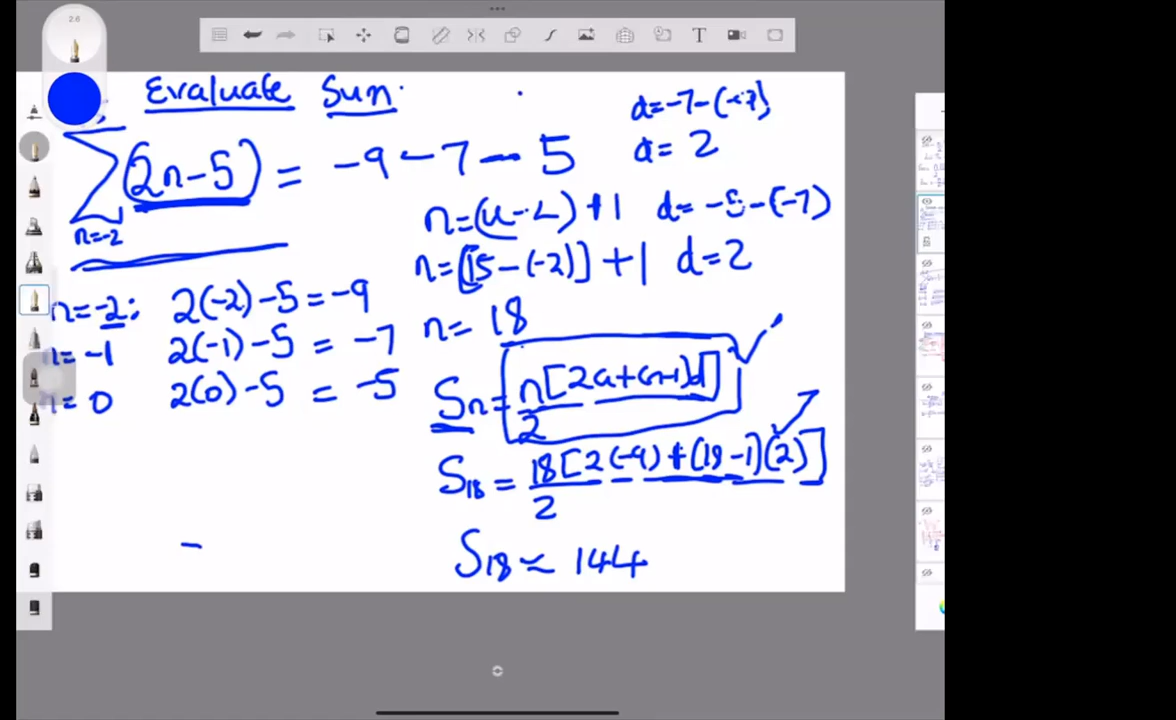 2.6
Evaluate Sum
∑(2n-5) = -9 -7 - 5
n=-2
d=-7-(-9)
d= 2
n=(u-L)+1 d= -5-(-7)
n=[15-(-2)]+1 d=2
n= 18
n=-2: 2(-2)-5=-9
n=-1 2(-1)-5 = -7
n=0 2(0)-5 = -5
Sn= n[2a+(n-1)d]
2
S18 = 18[2(-9)+(18-1)(2)]
2
S18 = 144
-
T